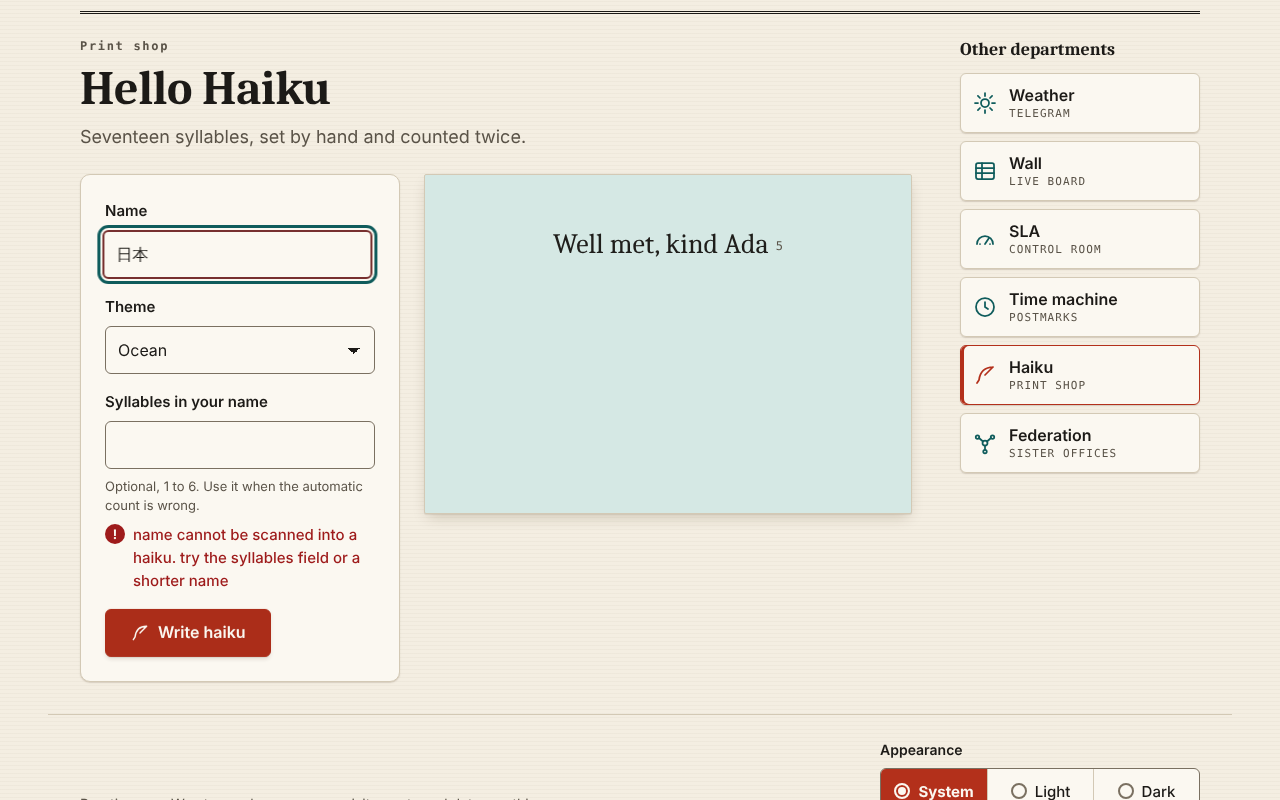 Print shop
Hello Haiku
Seventeen syllables, set by hand and counted twice.
Name
日本
Theme
Ocean
Syllables in your name
Optional, 1 to 6. Use it when the automatic
count is wrong.
name cannot be scanned into a
haiku. try the syllables field or a
shorter name
Write haiku
Well met, kind Ada 5
Other departments
Weather
TELEGRAM
Wall
LIVE BOARD
SLA
CONTROL ROOM
Time machine
POSTMARKS
Haiku
PRINT SHOP
Federation
SISTER OFFICES
Appearance
System
Light
Dark